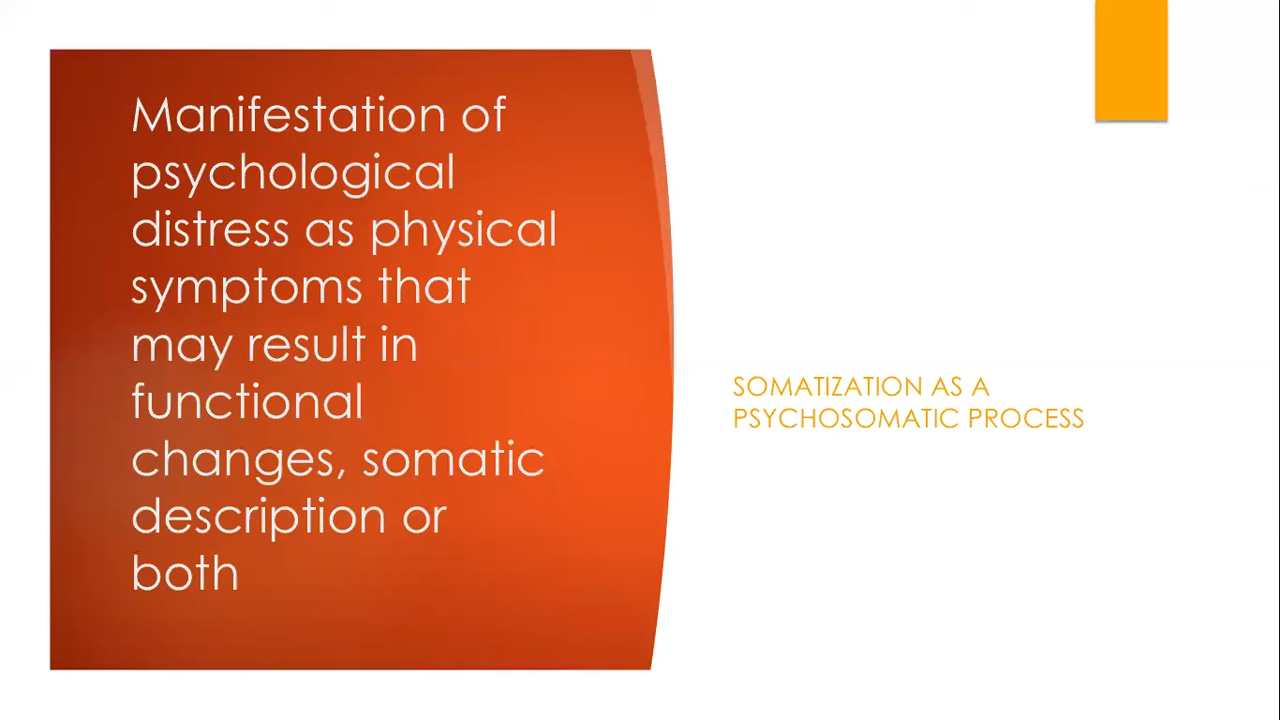 Manifestation of
psychological
distress as physical
symptoms that
may result in
functional
changes, somatic
description or
both
SOMATIZATION AS A
PSYCHOSOMATIC PROCESS